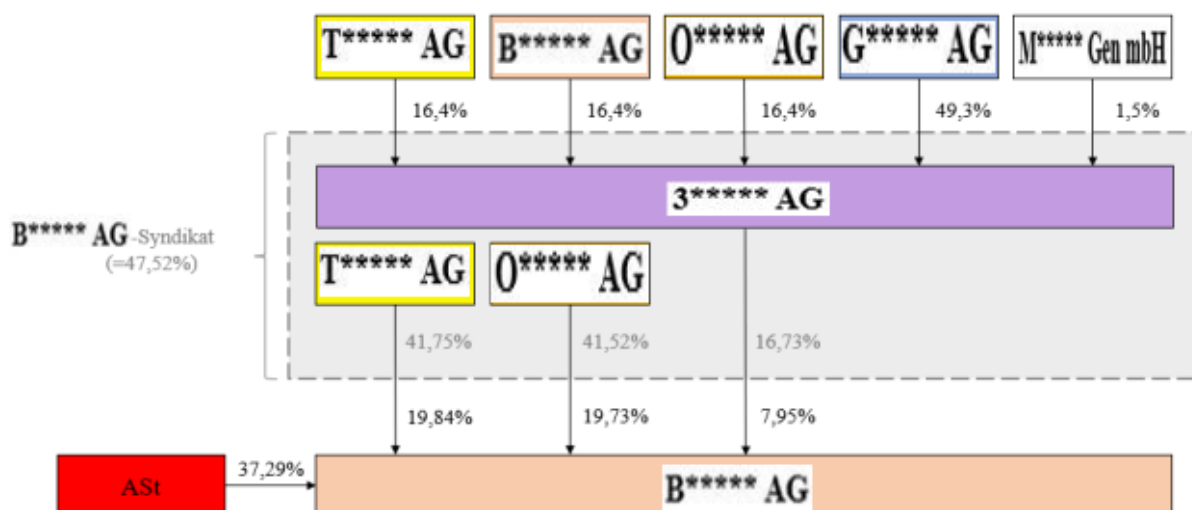 T***** AG B***** AG O***** AG G***** AG M***** Gen mbH
16,4% 16,4% 16,4% 49,3% 1,5%
3***** AG
B***** AG-Syndikat
(=47,52%)
T***** AG O***** AG
41,75% 41,52% 16,73%
19,84% 19,73% 7,95%
37,29%
ASt
B***** AG